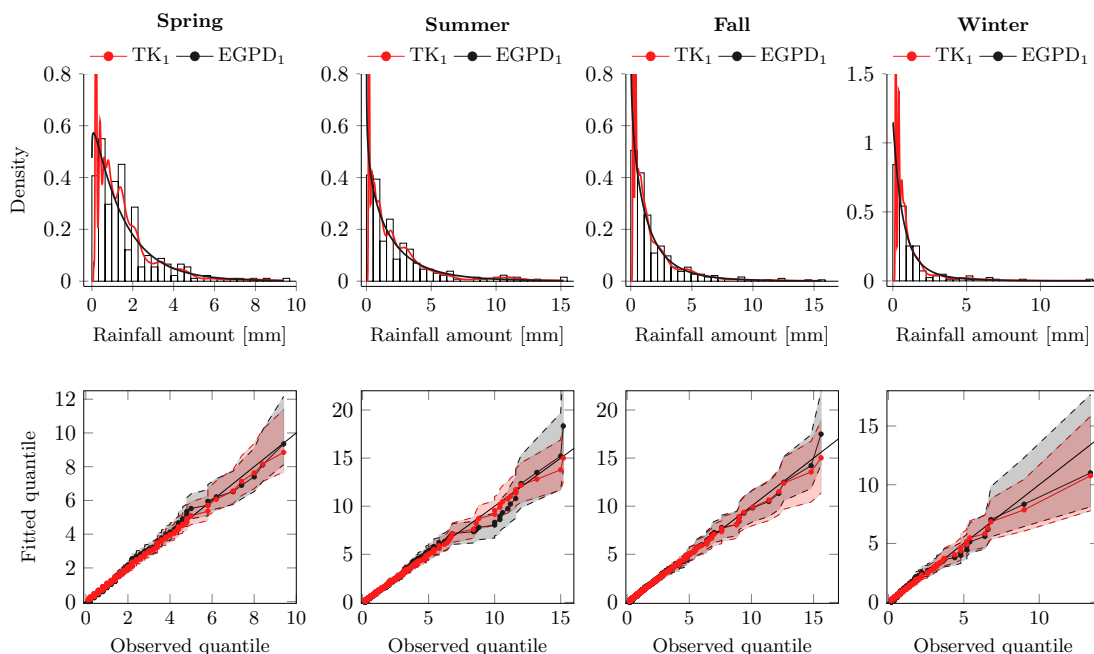 Spring
Summer
Fall
Winter
TK1 EGPD1
TK1 EGPD1
TK1 EGPD1
TK1 EGPD1
Density
0.8
0.6
0.4
0.2
0
0 2 4 6 8 10
Rainfall amount [mm]
0.8
0.6
0.4
0.2
0
0 5 10 15
Rainfall amount [mm]
0.8
0.6
0.4
0.2
0
0 5 10 15
Rainfall amount [mm]
1.5
1
0.5
0
0 5 10
Rainfall amount [mm]
Fitted quantile
12
10
8
6
4
2
0
0 2 4 6 8 10
Observed quantile
20
15
10
5
0
0 5 10 15
Observed quantile
20
15
10
5
0
0 5 10 15
Observed quantile
15
10
5
0
0 5 10
Observed quantile